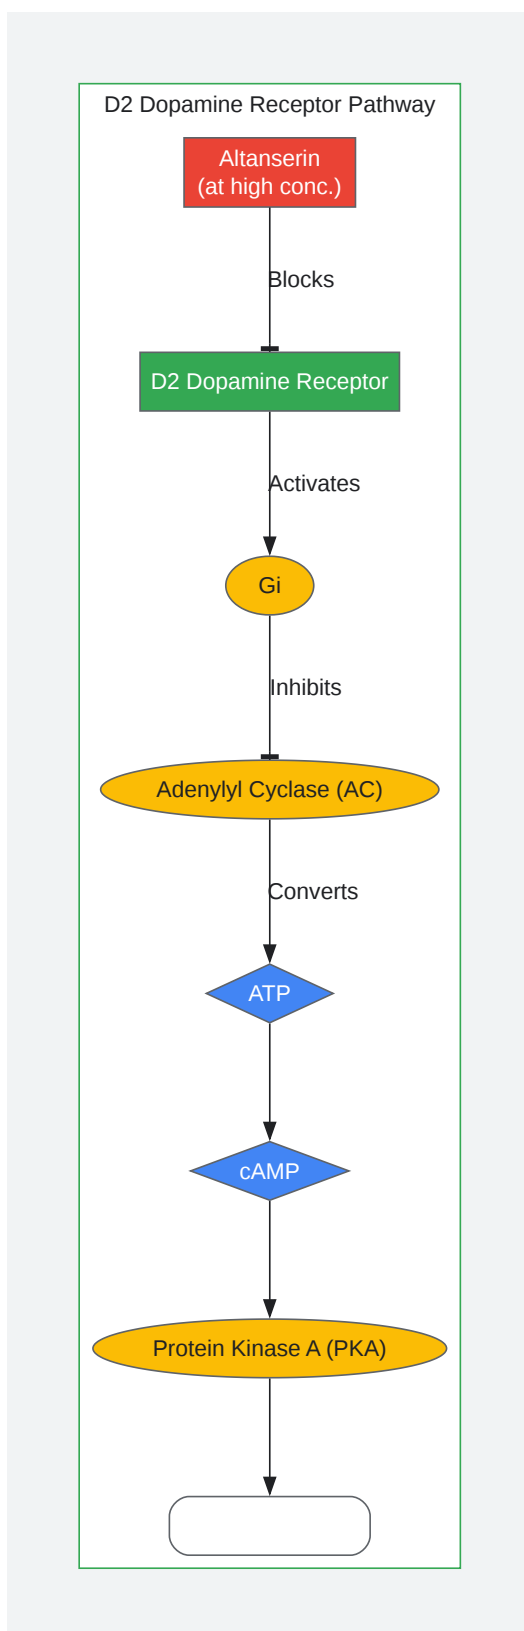 D2 Dopamine Receptor Pathway
Altanserin
(at high conc.)
Blocks
D2 Dopamine Receptor
Activates
Gi
Inhibits
Adenylyl Cyclase (AC)
Converts
ATP
cAMP
Protein Kinase A (PKA)